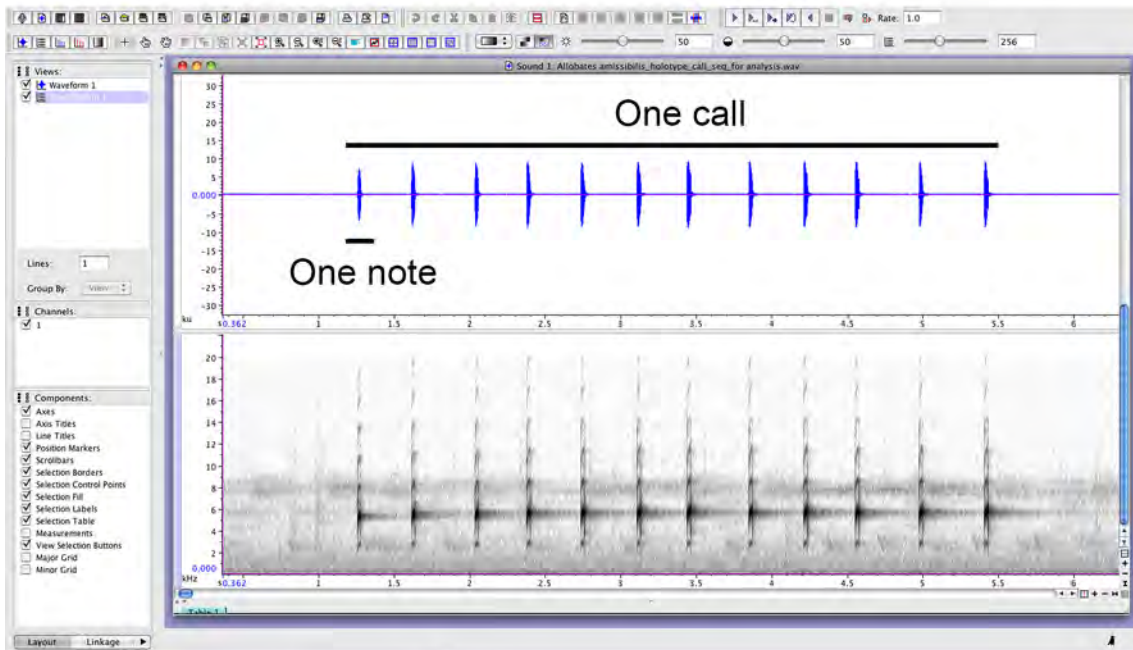 Rate: 1.0
50
50
256
Views:
Waveform 1
Lines:
1
Group By:
View
Channels:
1
Components:
Axes
Axis Titles
Line Titles
Position Markers
Scrollbars
Selection Borders
Selection Control Points
Selection Fill
Selection Labels
Selection Table
Measurements
View Selection Buttons
Major Grid
Minor Grid
Layout
Linkage
Sound 1: Allobates amissibilis_holotype_call_seq_for analysis.wav
One call
One note
30
25
20
15
10
5
0.000
-5
-10
-15
-20
-25
-30
ku
s0.362
1
1.5
2
2.5
3
3.5
4
4.5
5
5.5
6
20
18
16
14
12
10
8
6
4
2
0.000
kHz
s0.362
1
1.5
2
2.5
3
3.5
4
4.5
5
5.5
6
Table 1